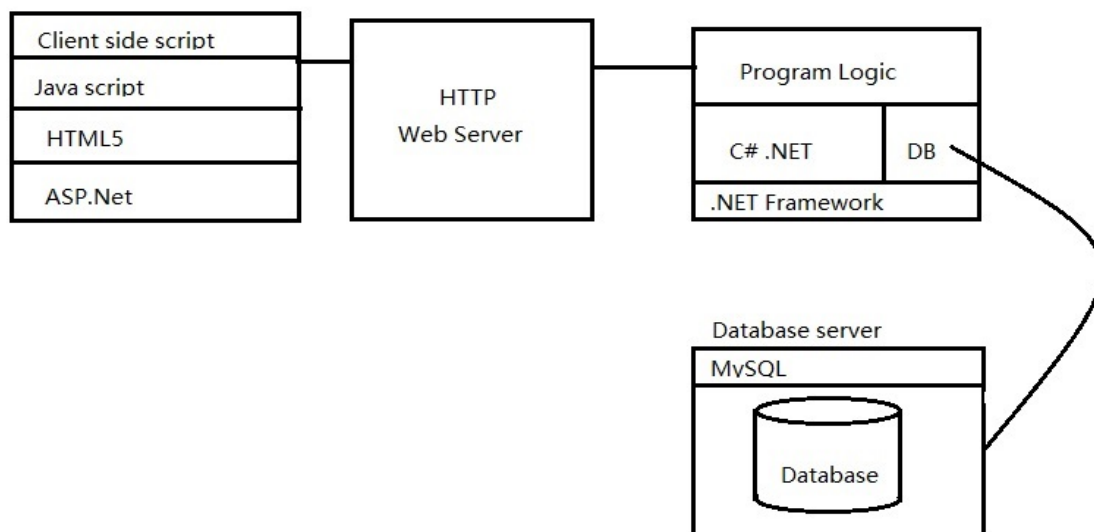 Client side script
Java script
HTML5
ASP.Net
HTTP
Web Server
Program Logic
C# .NET
DB
.NET Framework
Database server
MySQL
Database